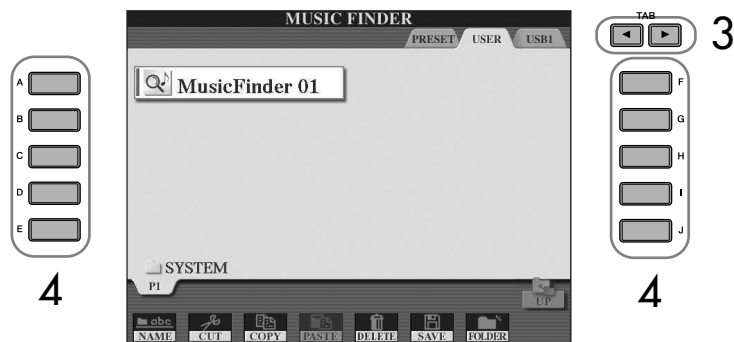 MUSIC FINDER
PRESET USER USB1
TAB
3
A
B
C
D
E
4
MusicFinder 01
SYSTEM
P1
UP
abc
NAME CUT COPY PASTE DELETE SAVE FOLDER
F
G
H
I
J
4